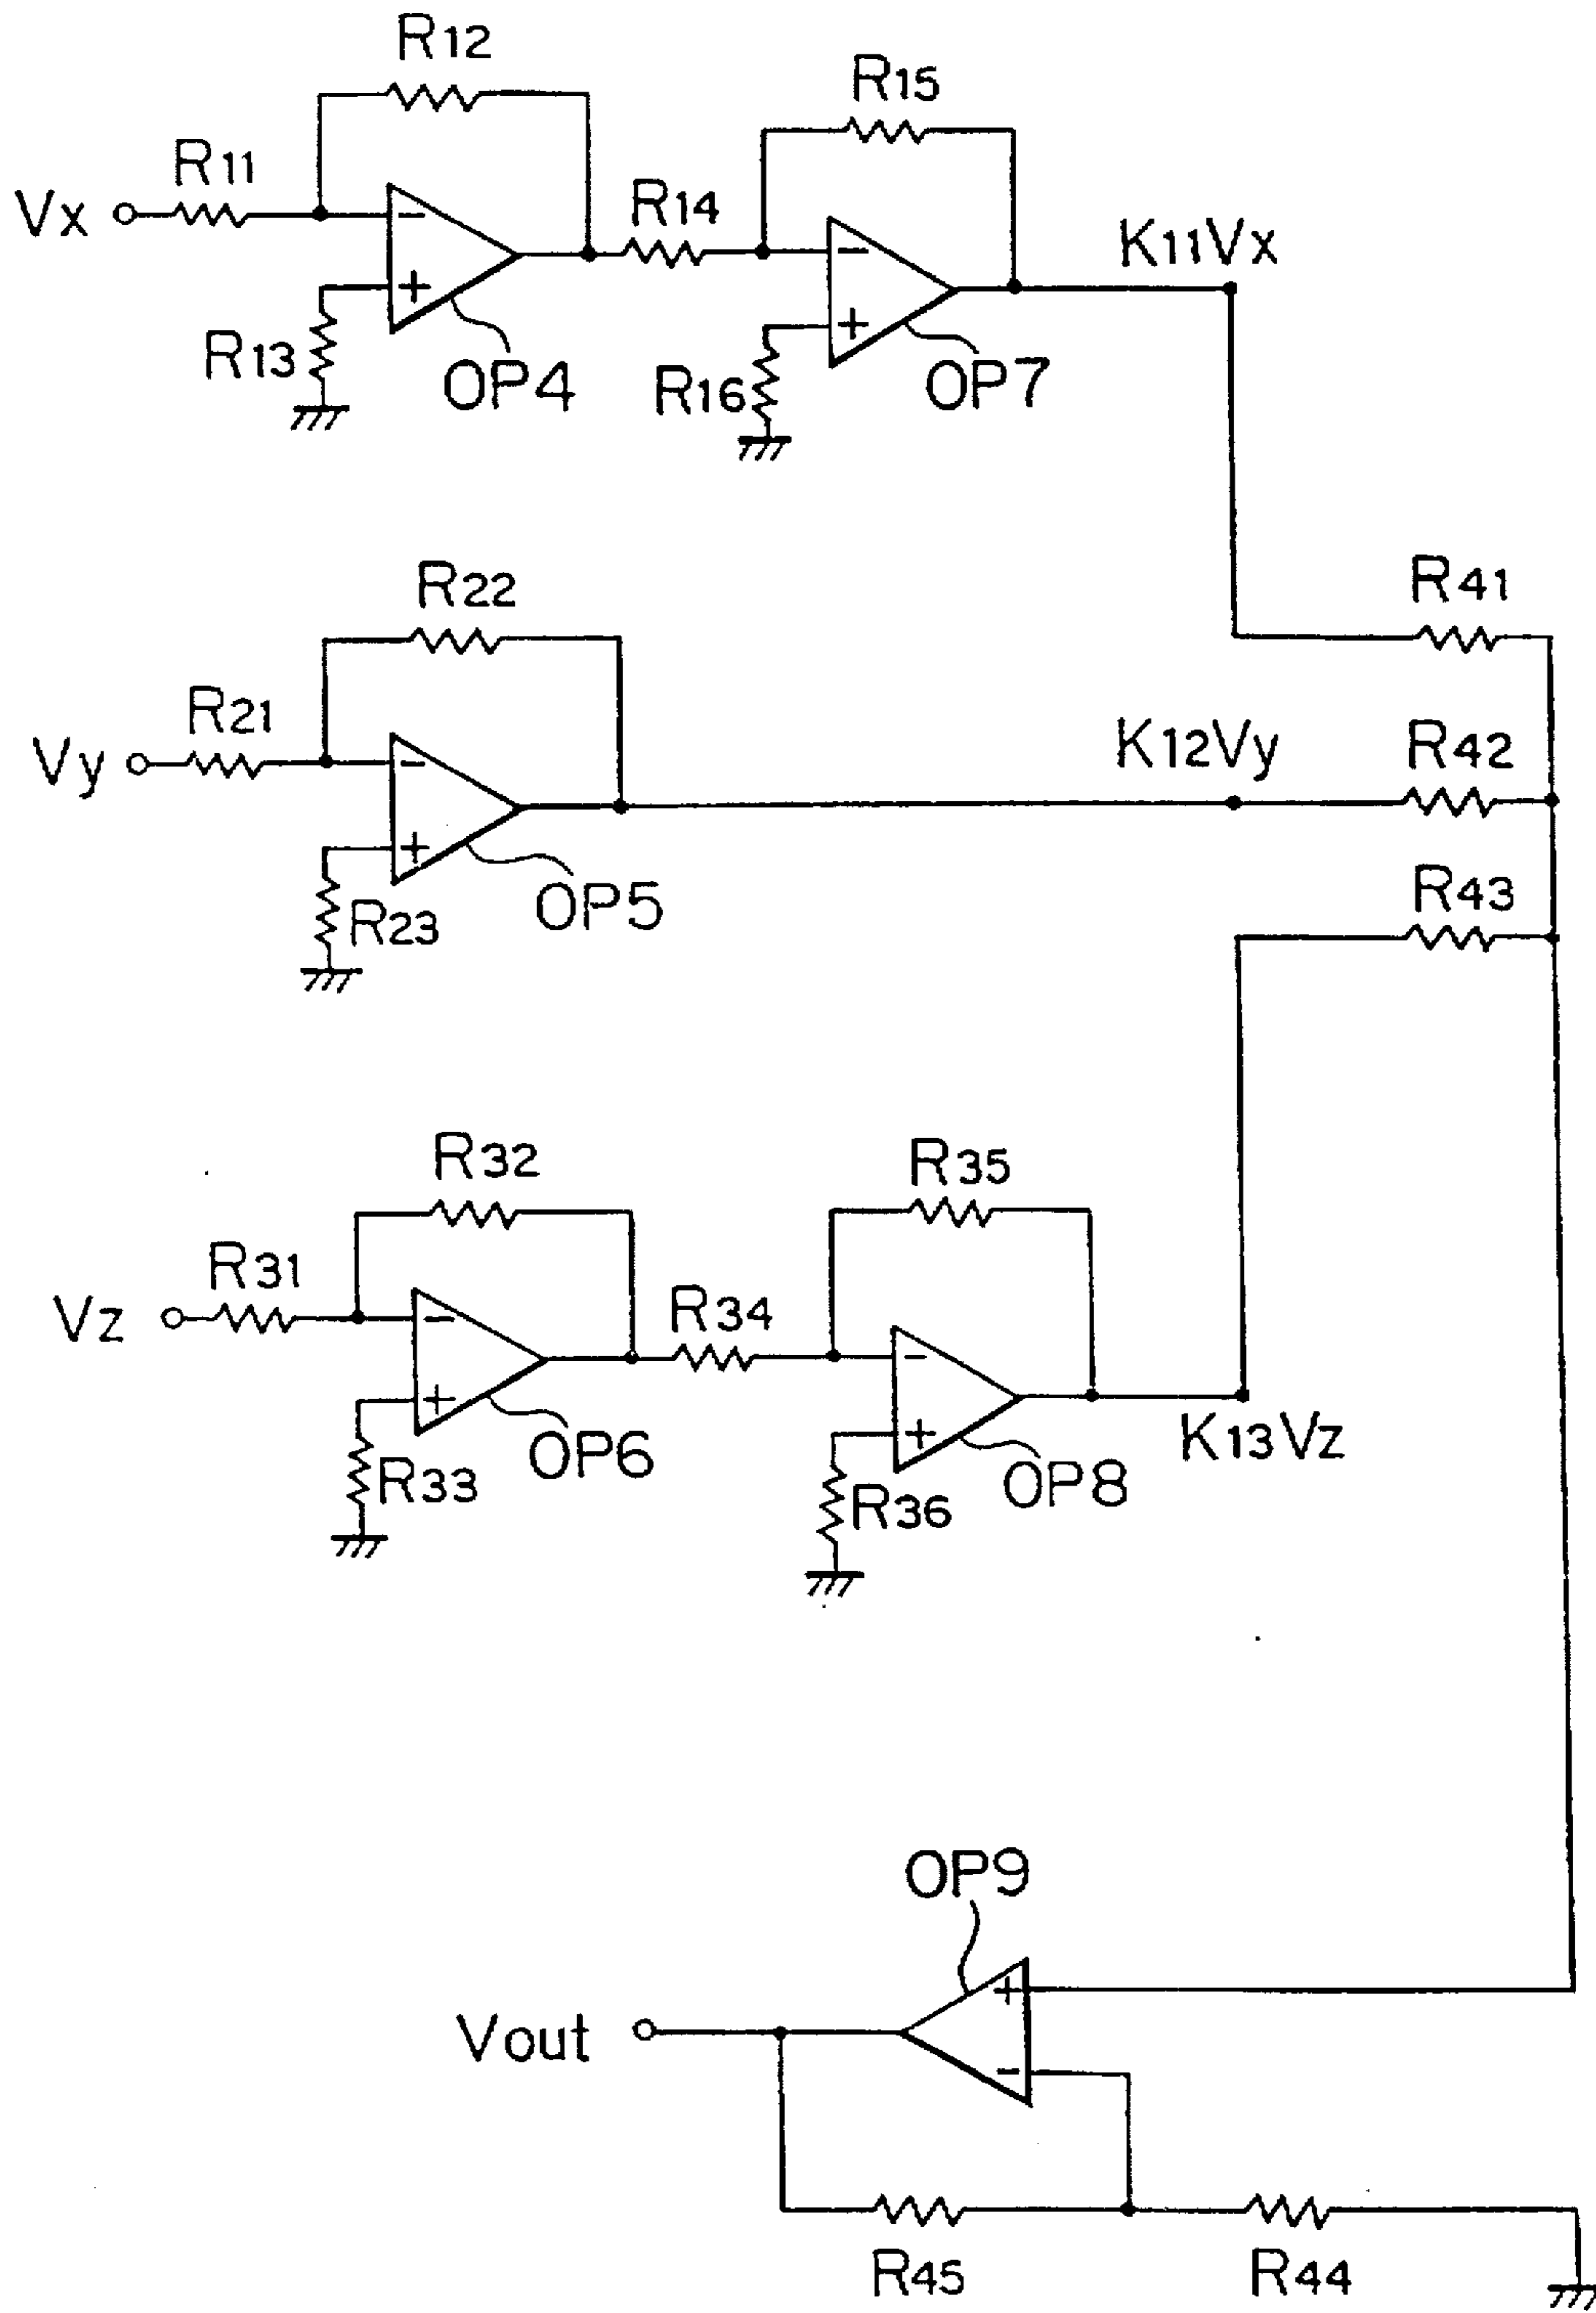 R12
R15
R11
Vx
R14
K11Vx
R13
OP4
R16
OP7
R22
R41
R21
Vy
K12Vy
R42
R43
R23
OP5
R32
R35
R31
Vz
R34
K13Vz
R33
OP6
R36
OP8
OP9
Vout
R45
R44